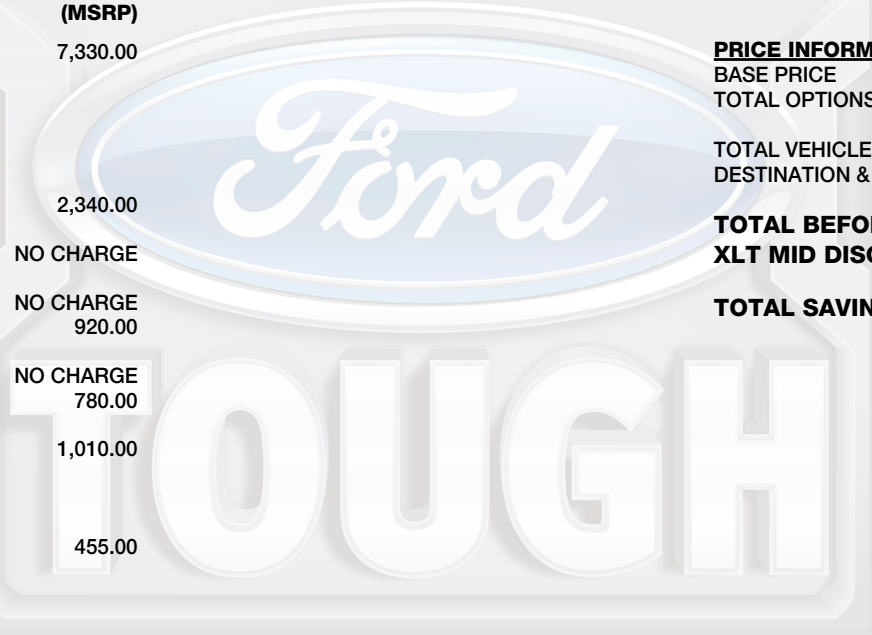 (MSRP)
7,330.00
2,340.00
NO CHARGE
NO CHARGE
920.00
NO CHARGE
780.00
1,010.00
455.00
PRICE INFORM
BASE PRICE
TOTAL OPTIONS
TOTAL VEHICLE
DESTINATION &
TOTAL BEFO
XLT MID DISC
TOTAL SAVIN
Ford
TOUGH